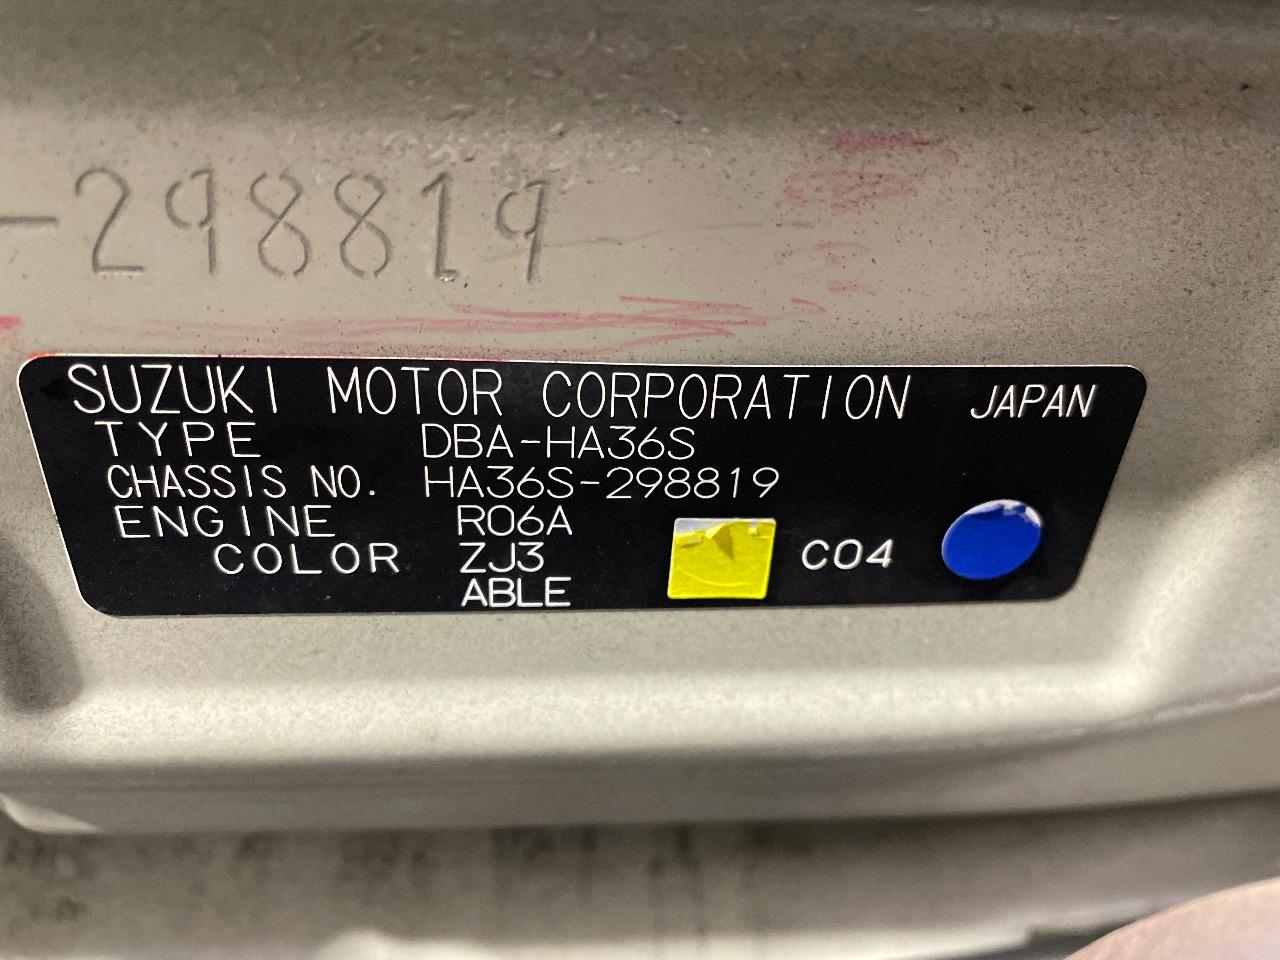 -298819
SUZUKI MOTOR CORPORATION JAPAN
TYPE DBA-HA36S
CHASSIS NO. HA36S-298819
ENGINE R06A
COLOR ZJ3 C04
ABLE